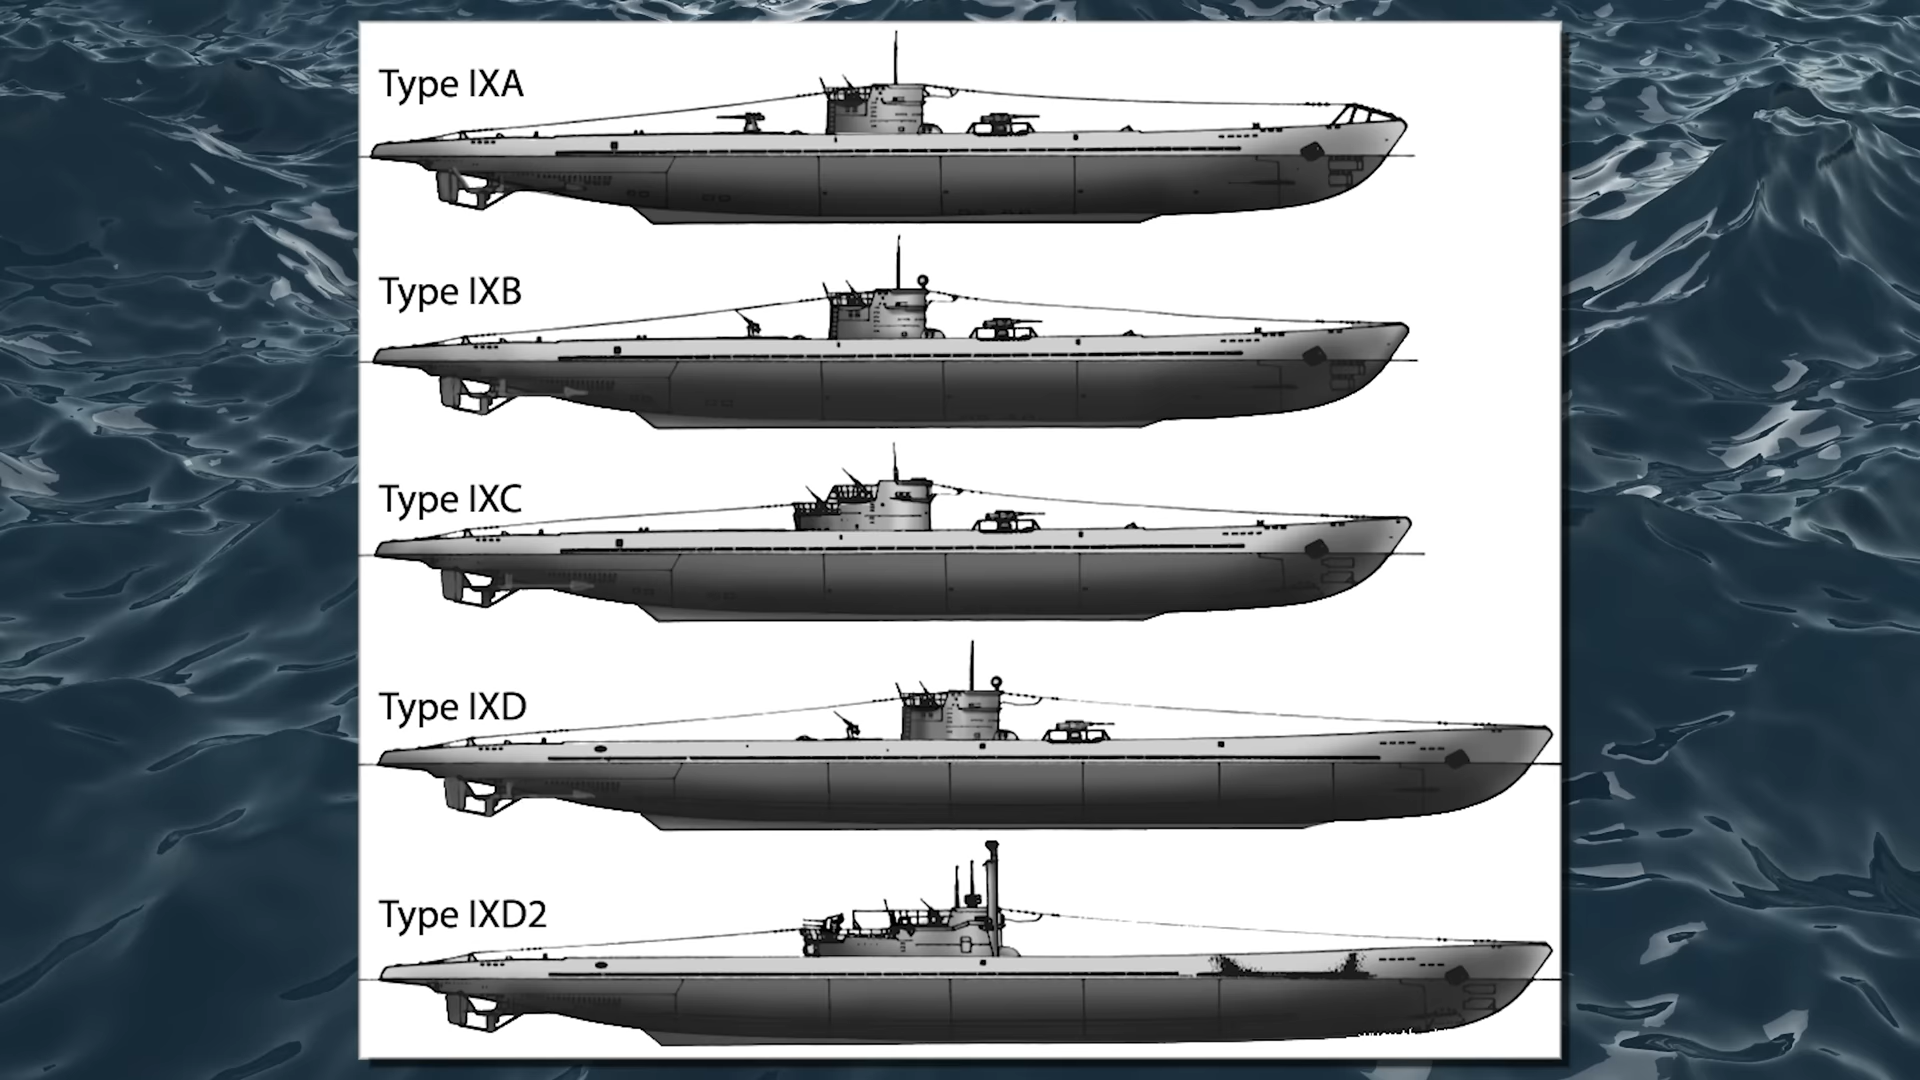 Type IXA
Type IXB
Type IXC
Type IXD
Type IXD2